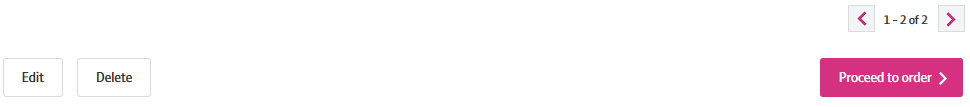 1 - 2 of 2
Edit Delete Proceed to order